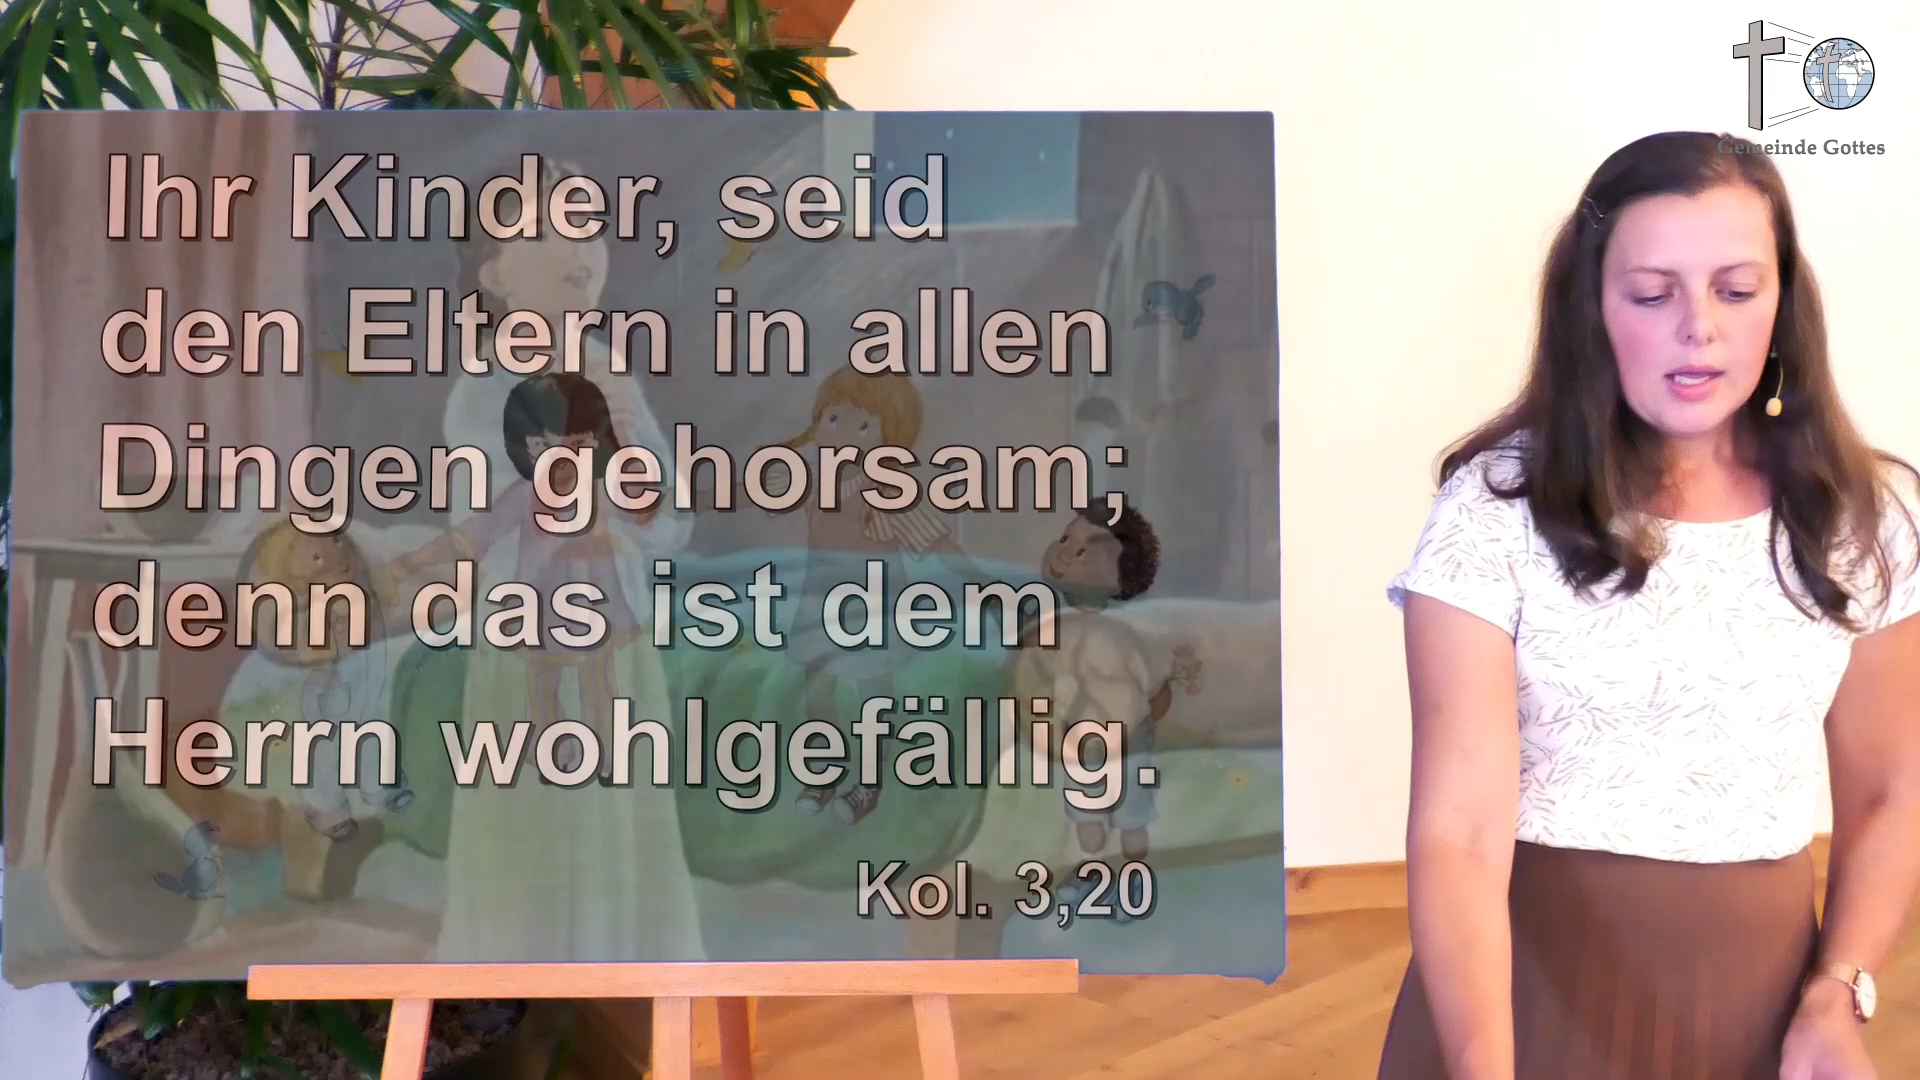 Gemeinde Gottes
Ihr Kinder, seid
den Eltern in allen
Dingen gehorsam;
denn das ist dem
Herrn wohlgefällig.
Kol. 3,20